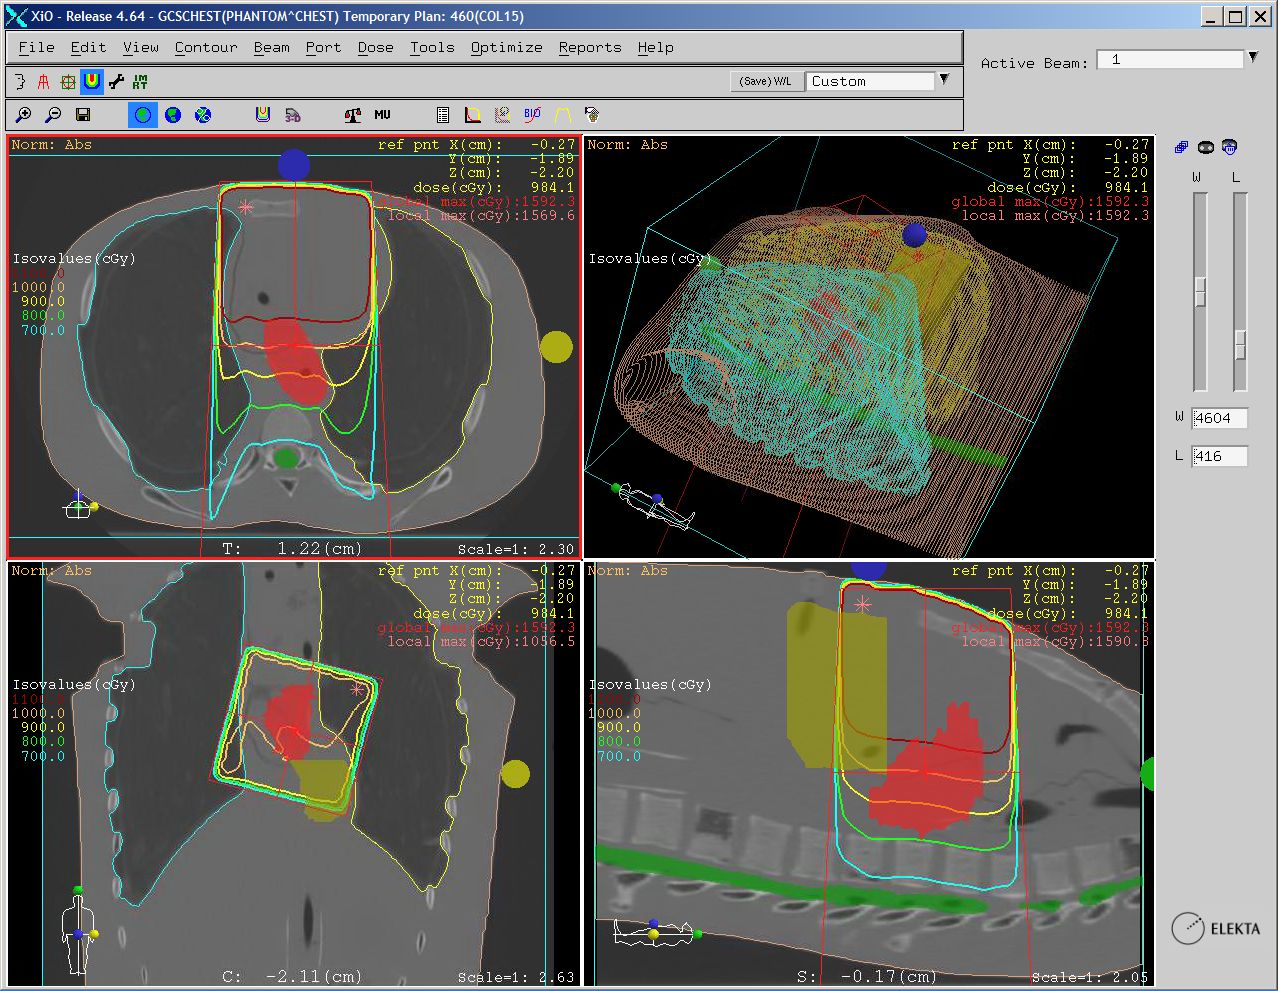 XiO - Release 4.64 - GCSCHEST(PHANTOM^CHEST) Temporary Plan: 460(COL15)
File Edit View Contour Beam Port Dose Tools Optimize Reports Help
Active Beam: 1
IM RT
(Save) W/L Custom
3-D MU BIO
Norm: Abs
ref pnt X(cm): -0.27
Y(cm): -1.89
Z(cm): -2.20
dose(cGy): 984.1
global max(cGy):1592.3
local max(cGy):1569.6
Isovalues(cGy)
1100.0
1000.0
900.0
800.0
700.0
T: 1.22(cm)
Scale=1: 2.30
Norm: Abs
ref pnt X(cm): -0.27
Y(cm): -1.89
Z(cm): -2.20
dose(cGy): 984.1
global max(cGy):1592.3
local max(cGy):1592.3
Isovalues(cGy)
W L
W 4604
L 416
Norm: Abs
ref pnt X(cm): -0.27
Y(cm): -1.89
Z(cm): -2.20
dose(cGy): 984.1
global max(cGy):1592.3
local max(cGy):1056.5
Isovalues(cGy)
1100.0
1000.0
900.0
800.0
700.0
C: -2.11(cm)
Scale=1: 2.63
Norm: Abs
ref pnt X(cm): -0.27
Y(cm): -1.89
Z(cm): -2.20
dose(cGy): 984.1
global max(cGy):1592.3
local max(cGy):1590.8
Isovalues(cGy)
1100.0
1000.0
900.0
800.0
700.0
S: -0.17(cm)
Scale=1: 2.05
ELEKTA